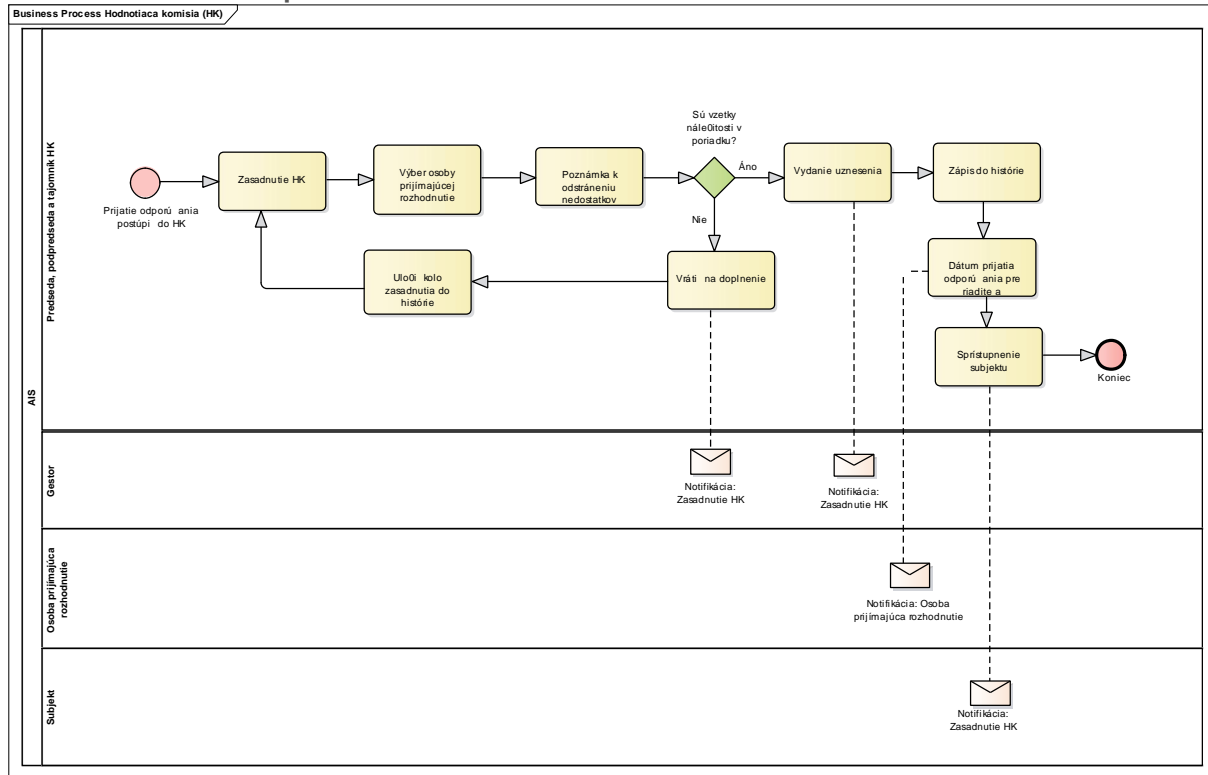 Business Process Hodnotiaca komisia (HK)
AIS
Predseda, podpredseda a tajomník HK
Prijatie odporú ania
postúpi do HK
Zasadnutie HK
Výber osoby
prijímajúcej
rozhodnutie
Poznámka k
odstráneniu
nedostatkov
Sú vzetky
nále0itosti v
poriadku?
Áno
Nie
Vydanie uznesenia
Zápis do histórie
Ulo0i kolo
zasadnutia do
histórie
Vráti na doplnenie
Dátum prijatia
odporú ania pre
riadite a
Sprístupnenie
subjektu
Koniec
Gestor
Notifikácia:
Zasadnutie HK
Notifikácia:
Zasadnutie HK
Osoba prijímajúca
rozhodnutie
Notifikácia: Osoba
prijímajúca rozhodnutie
Subjekt
Notifikácia:
Zasadnutie HK